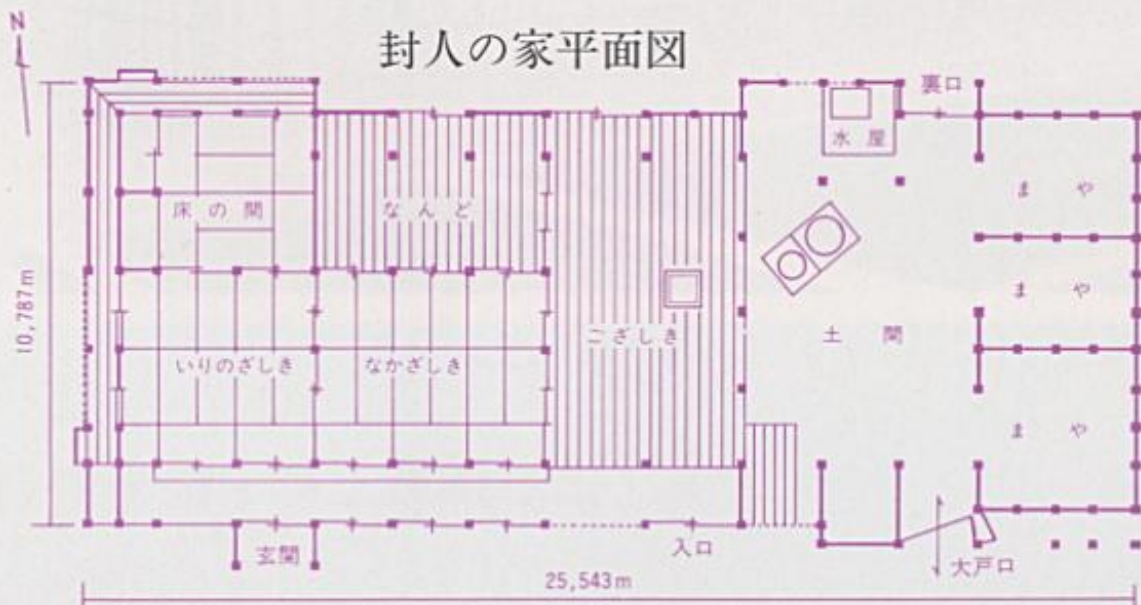 封人の家平面図
N
裏口
水屋
まや
床の間
なんど
10,787m
まや
こざしき
土間
いりのざしき
なかざしき
まや
入口
玄関
大戸口
25,543m